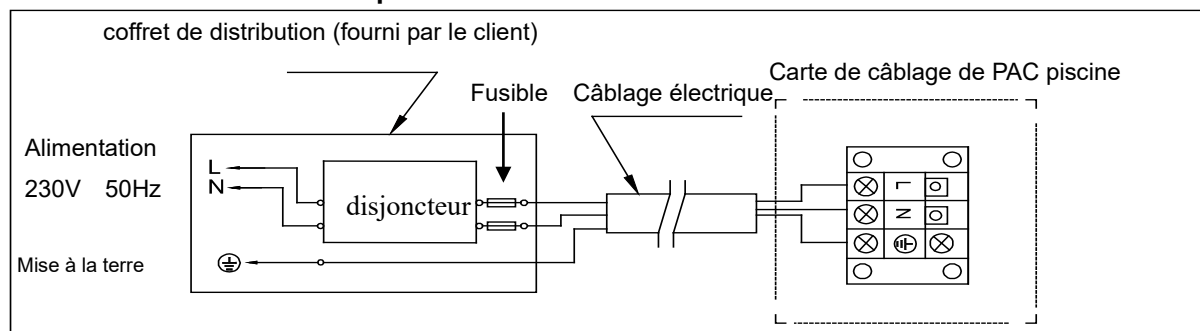 coffret de distribution (fourni par le client)
Carte de câblage de PAC piscine
Fusible
Câblage électrique
Alimentation
230V 50Hz
L
N
disjoncteur
Mise à la terre
L
N